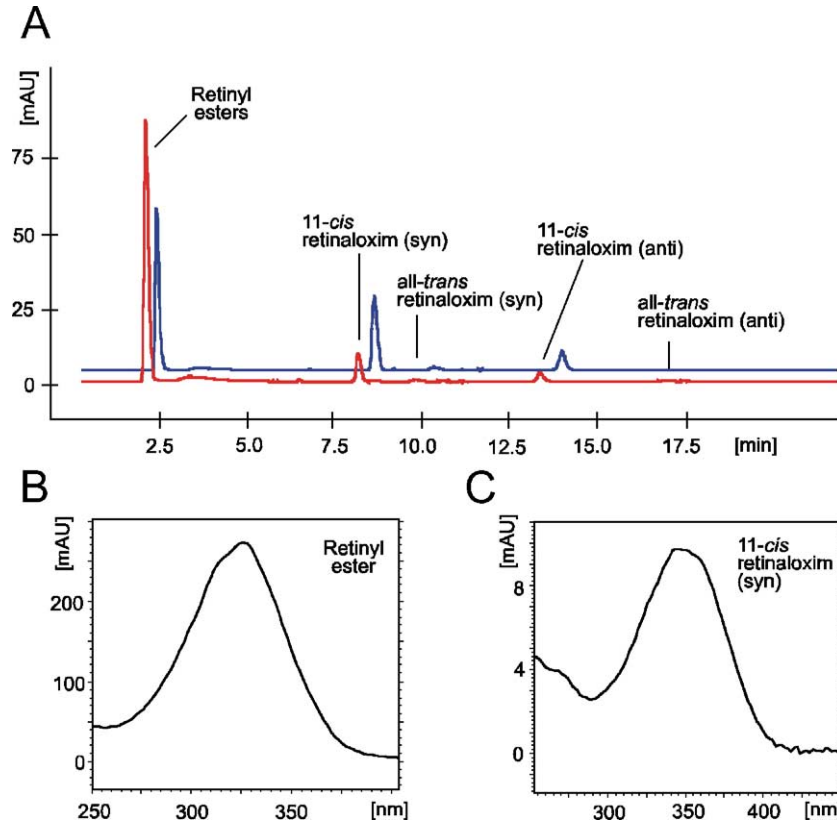 A
[mAU]
Retinyl
esters
75
50
25
0
11-cis
retinaloxim (syn)
all-trans
retinaloxim (syn)
11-cis
retinaloxim (anti)
all-trans
retinaloxim (anti)
2.5 5.0 7.5 10.0 12.5 15.0 17.5 [min]
B
[mAU]
Retinyl
ester
200
100
0
250 300 350 [nm]
C
[mAU]
11-cis
retinaloxim
(syn)
8
4
0
300 350 400 [nm]